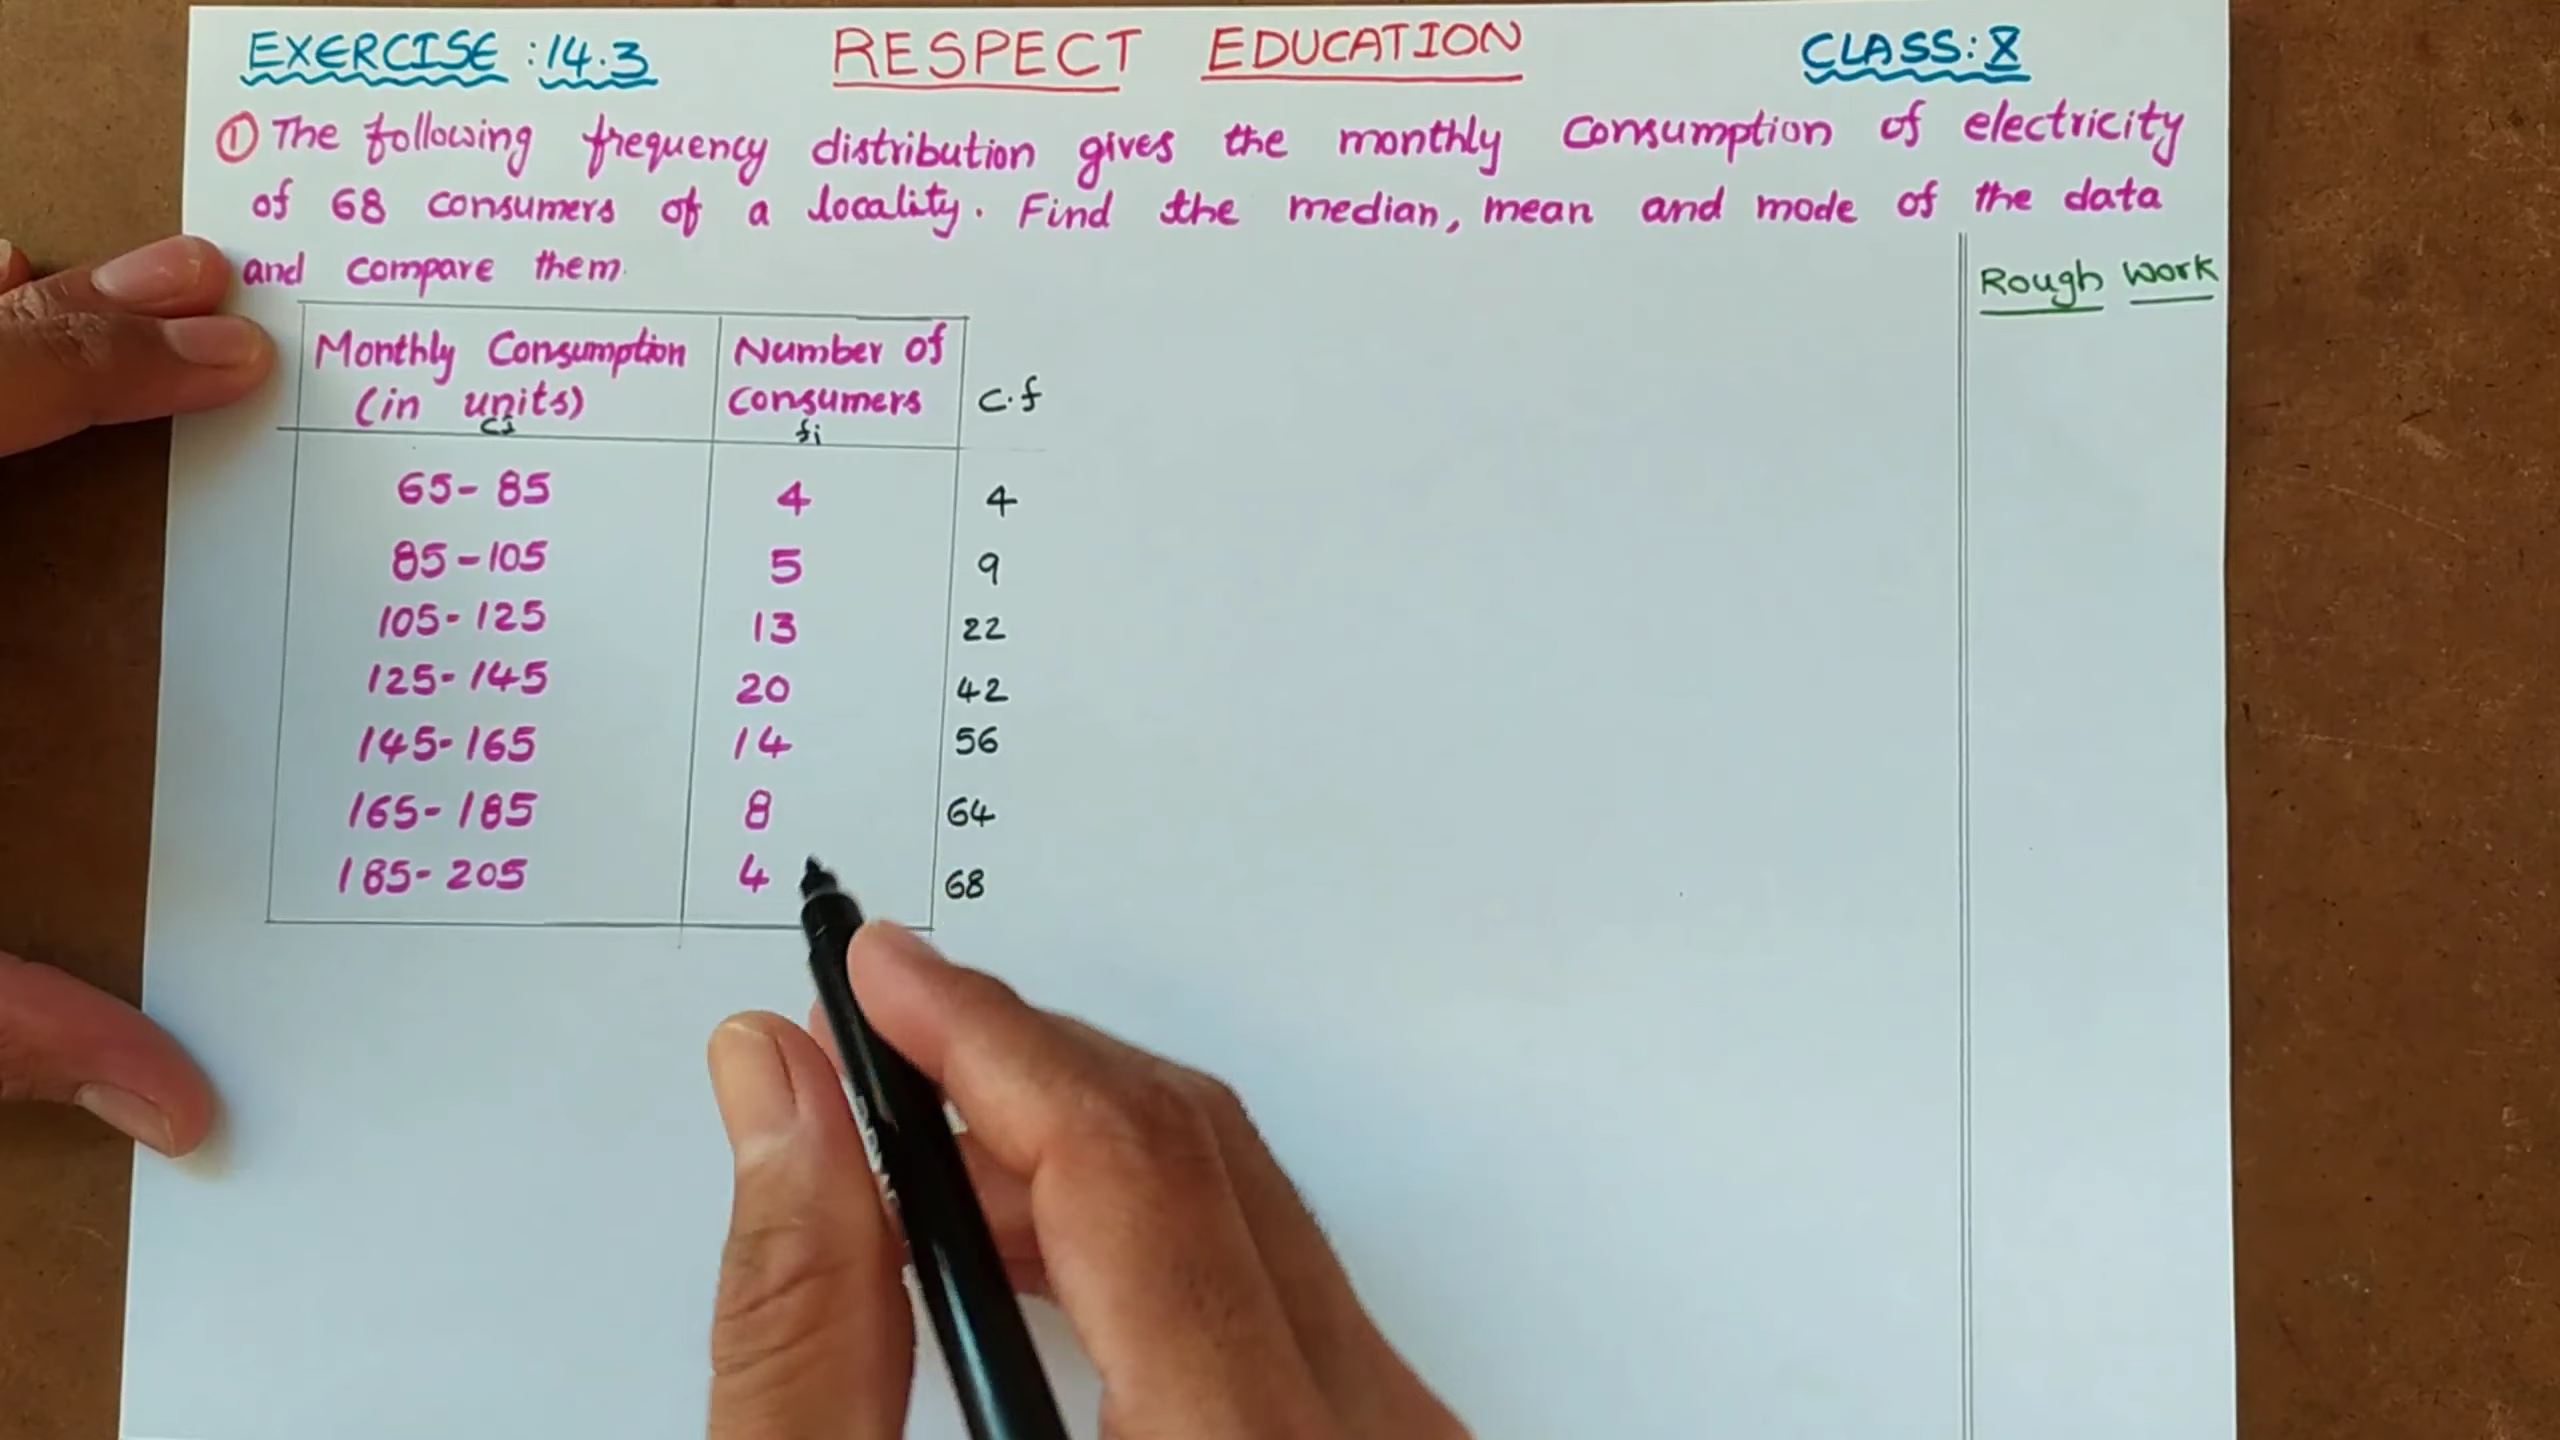 EXERCISE : 14.3 RESPECT EDUCATION CLASS: X
① The following frequency distribution gives the monthly consumption of electricity
of 68 consumers of a locality. Find the median, mean and mode of the data
and compare them.
Rough Work
Monthly Consumption Number of
(in units) consumers c.f
CI fi
65-85 4 4
85-105 5 9
105-125 13 22
125-145 20 42
145-165 14 56
165-185 8 64
185-205 4 68